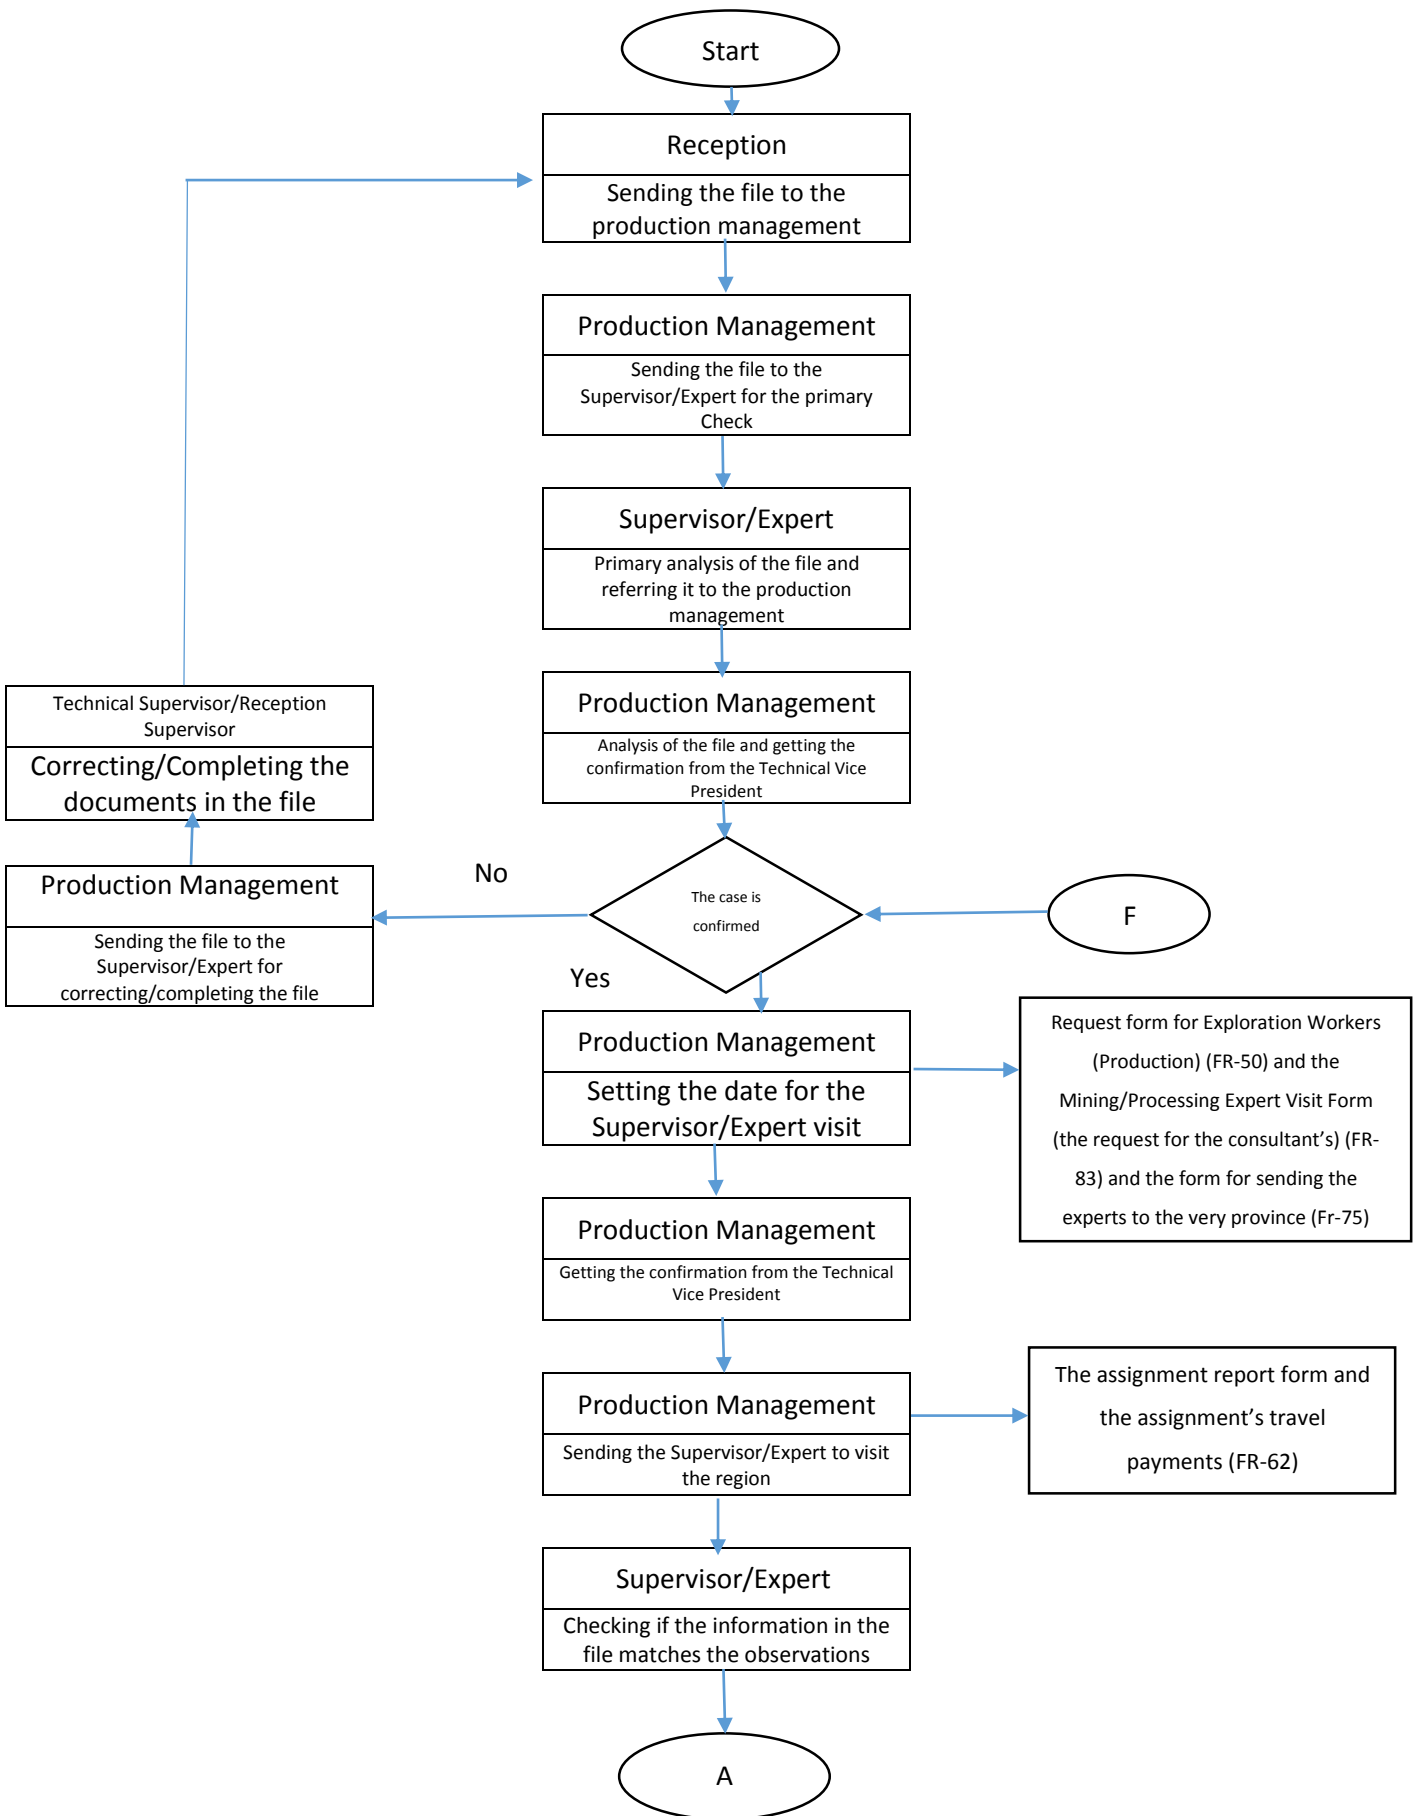 Start
Reception
Sending the file to the
production management
Production Management
Sending the file to the
Supervisor/Expert for the primary
Check
Supervisor/Expert
Primary analysis of the file and
referring it to the production
management
Production Management
Analysis of the file and getting the
confirmation from the Technical Vice
President
Technical Supervisor/Reception
Supervisor
Correcting/Completing the
documents in the file
Production Management
Sending the file to the
Supervisor/Expert for
correcting/completing the file
No
The case is
confirmed
F
Yes
Production Management
Setting the date for the
Supervisor/Expert visit
Request form for Exploration Workers
(Production) (FR-50) and the
Mining/Processing Expert Visit Form
(the request for the consultant’s) (FR-
83) and the form for sending the
experts to the very province (Fr-75)
Production Management
Getting the confirmation from the Technical
Vice President
Production Management
Sending the Supervisor/Expert to visit
the region
The assignment report form and
the assignment’s travel
payments (FR-62)
Supervisor/Expert
Checking if the information in the
file matches the observations
A